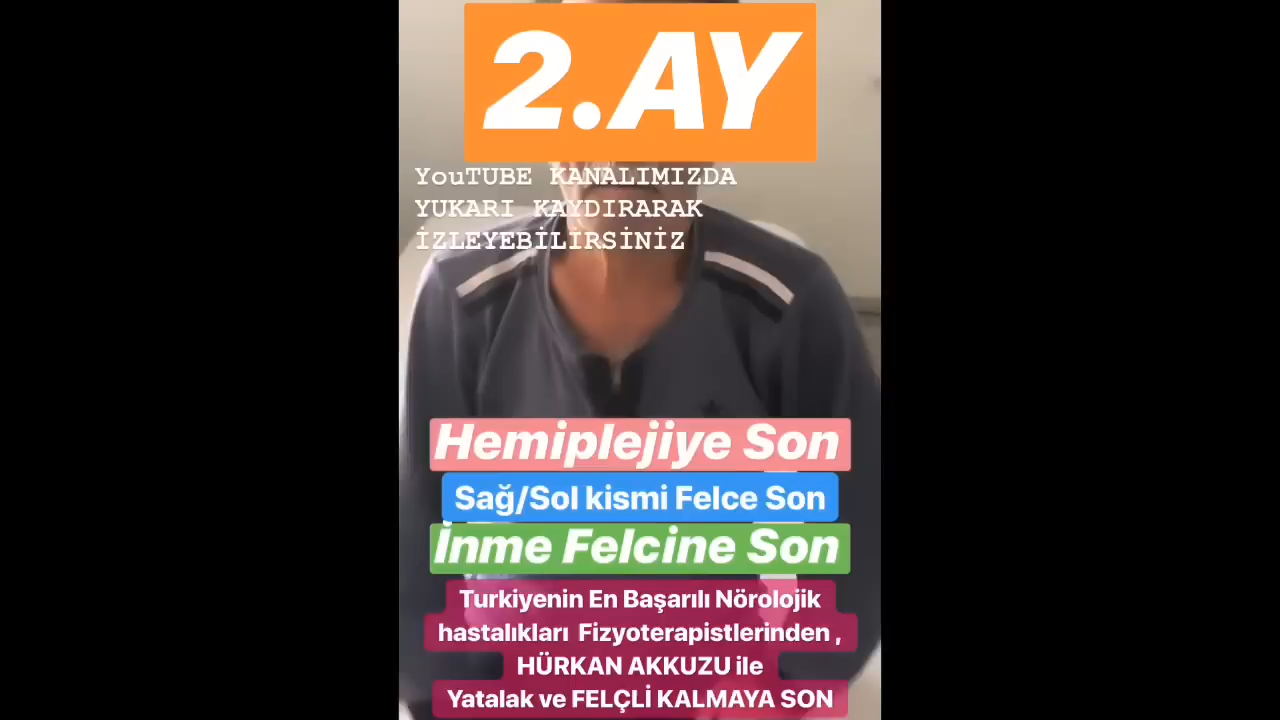 2.AY
YouTUBE KANALIMIZDA
YUKARI KAYDIRARAK
İZLEYEBİLİRSİNİZ
Hemiplejiye Son
Sağ/Sol kismi Felce Son
İnme Felcine Son
Turkiyenin En Başarılı Nörolojik
hastalıkları Fizyoterapistlerinden ,
HÜRKAN AKKUZU ile
Yatalak ve FELÇLİ KALMAYA SON